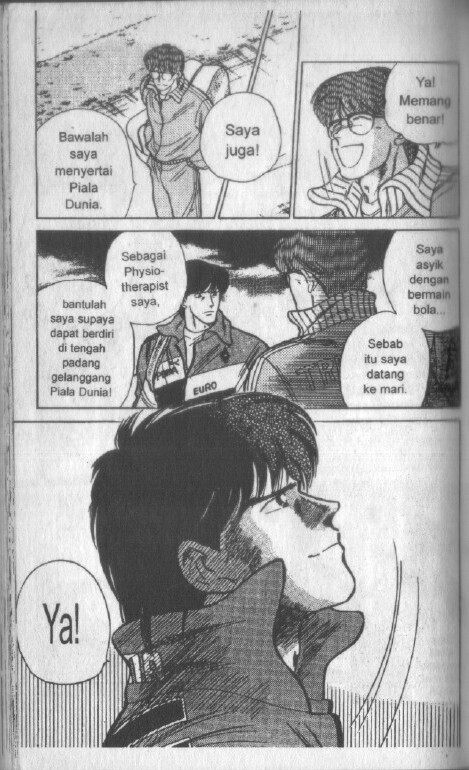 Ya!
Memang
benar!
Saya
juga!
Bawalah
saya
menyertai
Piala
Dunia.
Saya
asyik
dengan
bermain
bola...
Sebab
itu saya
datang
ke mari.
Sebagai
Physio-
therapist
saya,
bantulah
saya supaya
dapat berdiri
di tengah
padang
gelanggang
Piala Dunia!
EURO
Ya!